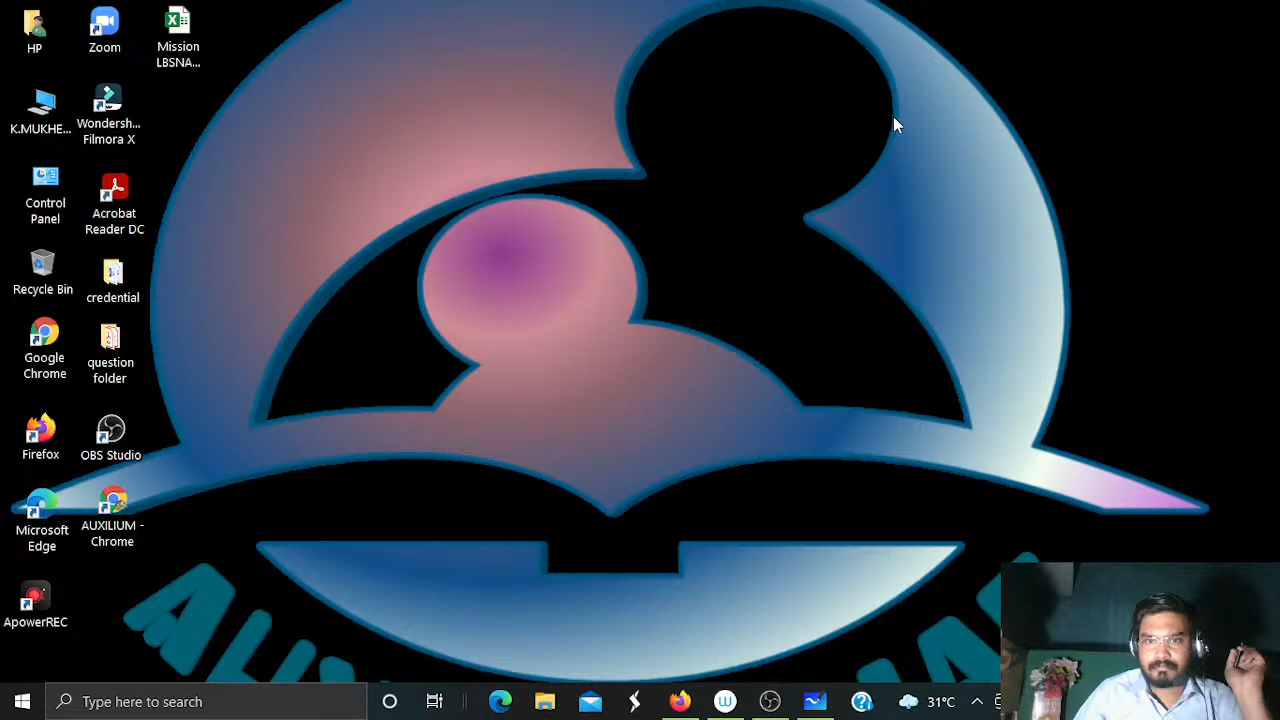 HP
Zoom
Mission
LBSNA...
K.MUKHE...
Wondersh...
Filmora X
Control
Panel
Acrobat
Reader DC
Recycle Bin
credential
Google
Chrome
question
folder
Firefox
OBS Studio
Microsoft
Edge
AUXILIUM -
Chrome
ApowerREC
Type here to search
31°C